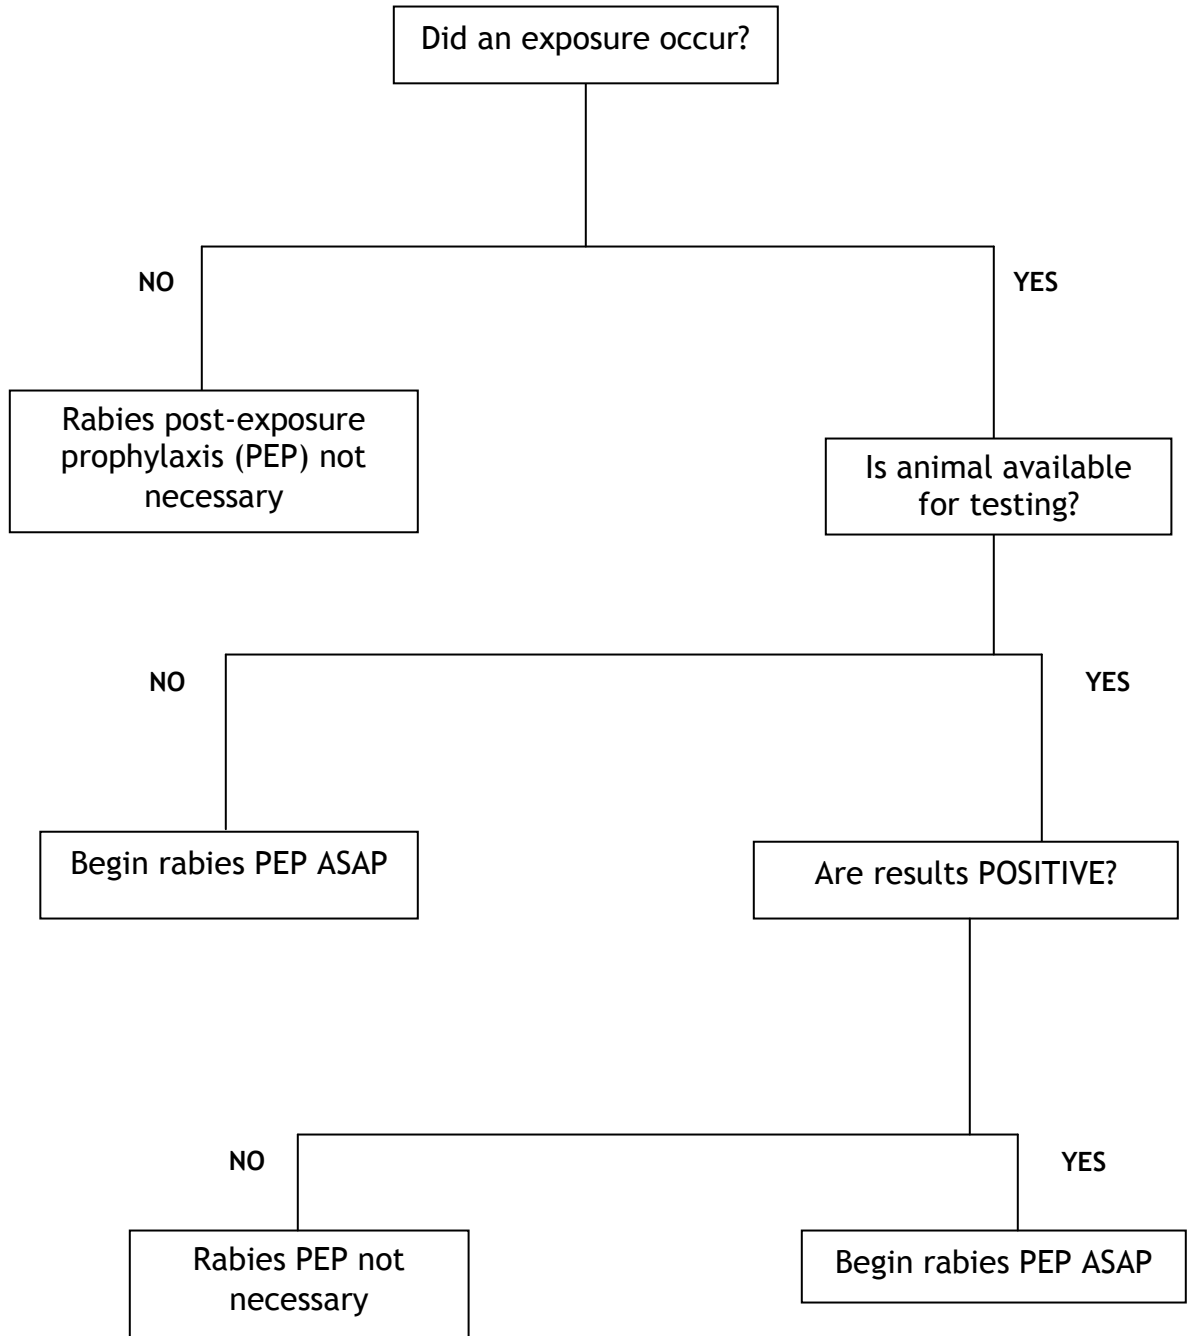 Did an exposure occur?
NO
YES
Rabies post-exposure
prophylaxis (PEP) not
necessary
Is animal available
for testing?
NO
YES
Begin rabies PEP ASAP
Are results POSITIVE?
NO
YES
Rabies PEP not
necessary
Begin rabies PEP ASAP